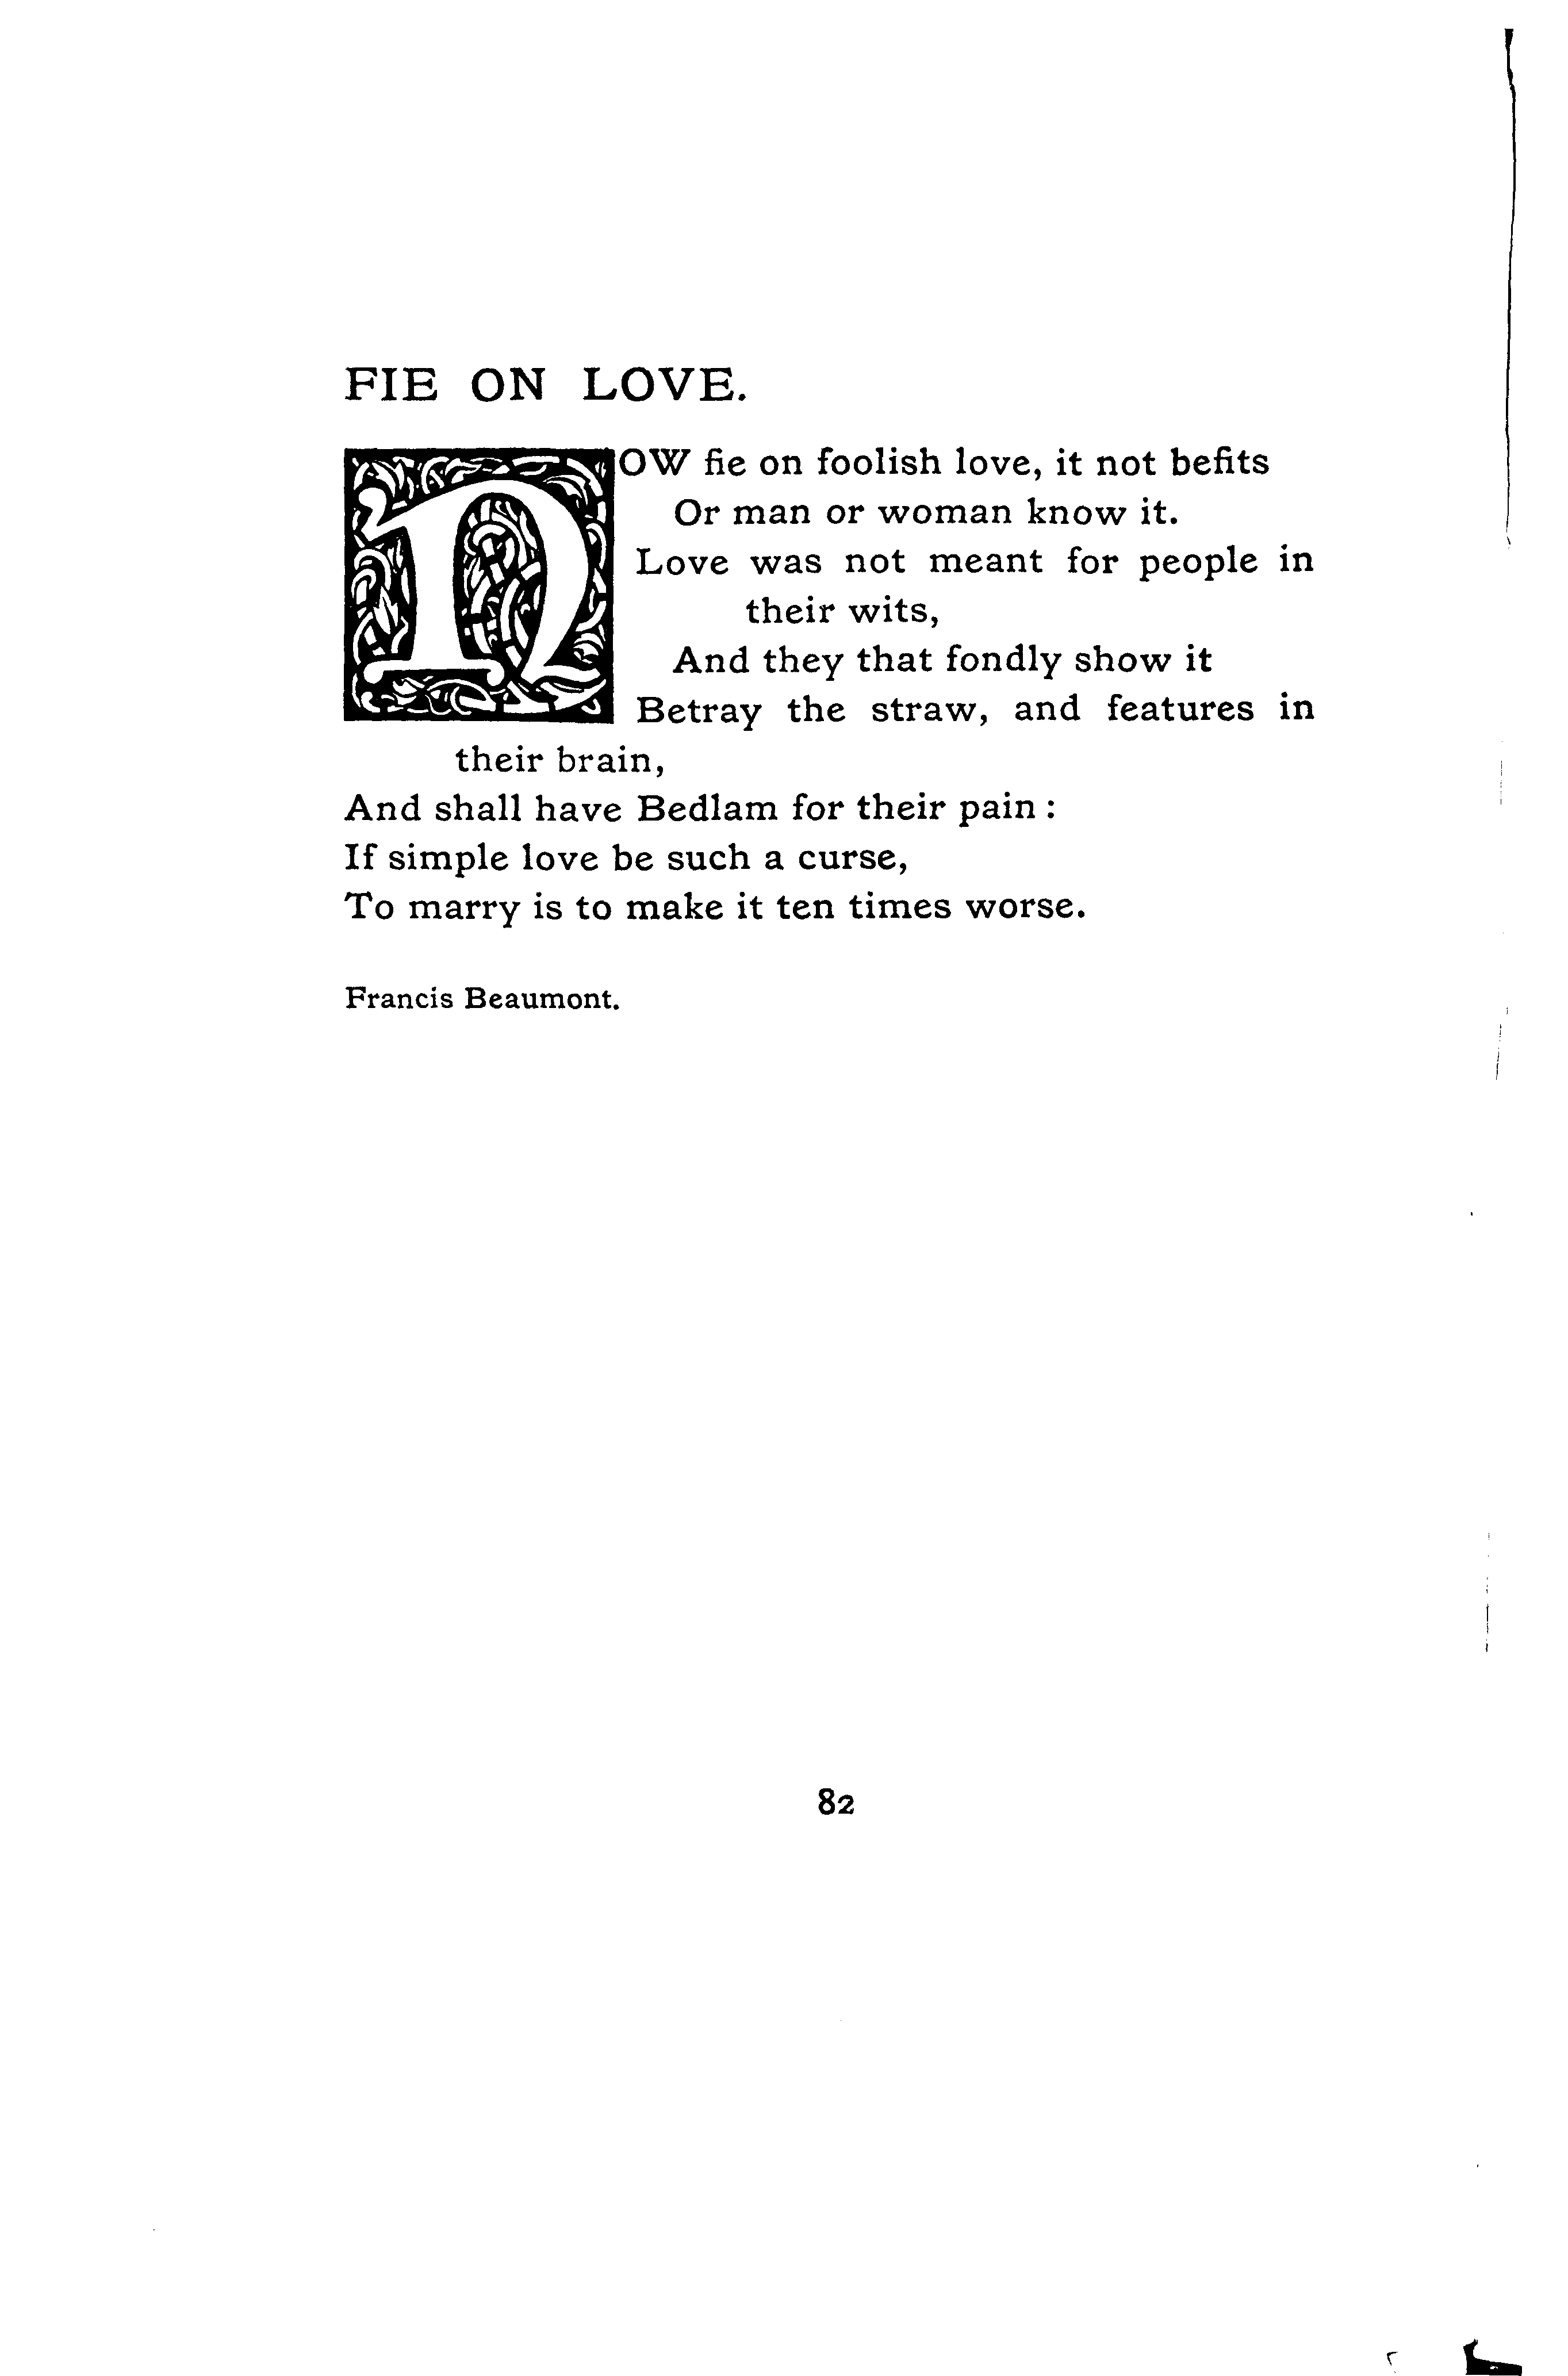 FIE ON LOVE.
NOW fie on foolish love, it not befits
Or man or woman know it.
Love was not meant for people in
their wits,
And they that fondly show it
Betray the straw, and features in
their brain,
And shall have Bedlam for their pain :
If simple love be such a curse,
To marry is to make it ten times worse.
Francis Beaumont.
82